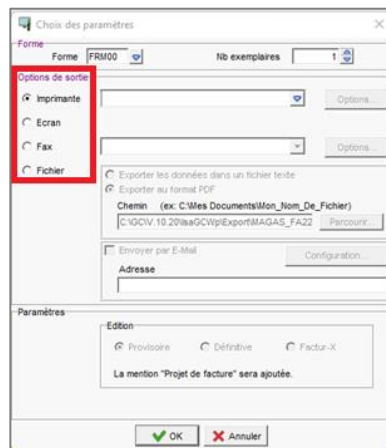 Choix des paramètres
Forme
Forme FRM00 Nb exemplaires 1
Options de sortie
Imprimante Options...
Ecran
Fax Options...
Fichier
Exporter les données dans un fichier texte
Exporter au format PDF
Chemin (ex: C:\Mes Documents\Mon_Nom_De_Fichier)
C:\GC\V.10.20\IsaGCWp\Export\MAGAS_FA22 Parcourir...
Envoyer par E-Mail Configuration...
Adresse
Paramètres
Edition
Provisoire Définitive Factur-X
La mention "Projet de facture" sera ajoutée.
OK Annuler